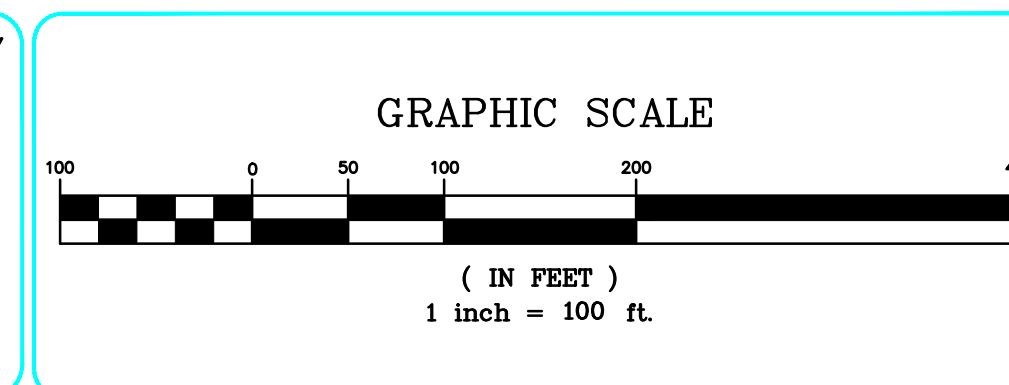 GRAPHIC SCALE
100 0 50 100 200
( IN FEET )
1 inch = 100 ft.